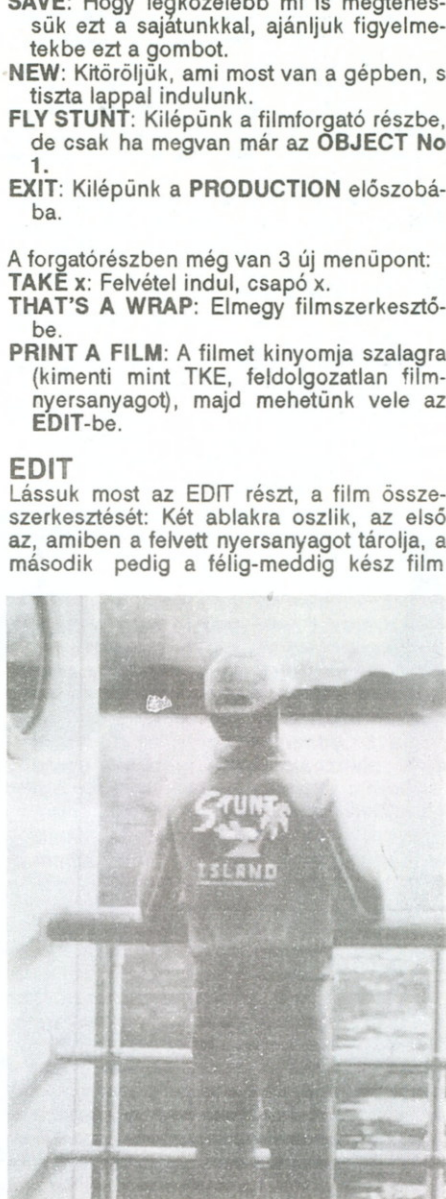 SAVE: Hogy legközelebb mi is megtehes-
sük ezt a sajátunkkal, ajánljuk figyelme-
tekbe ezt a gombot.
NEW: Kitöröljük, ami most van a gépben, s
tiszta lappal indulunk.
FLY STUNT: Kilépünk a filmforgató részbe,
de csak ha megvan már az OBJECT No
1.
EXIT: Kilépünk a PRODUCTION előszobá-
ba.
A forgatórészben még van 3 új menüpont:
TAKE x: Felvétel indul, csapó x.
THAT'S A WRAP: Elmegy filmszerkesztő-
be.
PRINT A FILM: A filmet kinyomja szalagra
(kimenti mint TKE, feldolgozatlan film-
nyersanyagot), majd mehetünk vele az
EDIT-be.
EDIT
Lássuk most az EDIT részt, a film össze-
szerkesztését: Két ablakra oszlik, az első
az, amiben a felvett nyersanyagot tárolja, a
második pedig a félig-meddig kész film
STUNT
ISLAND